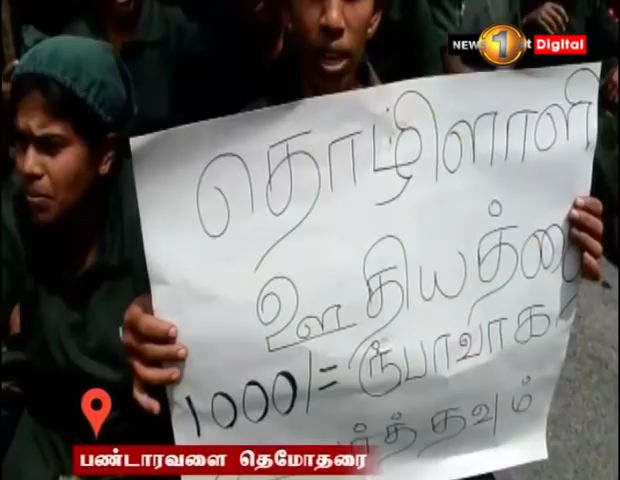 NEWS 1st Digital
தொழிளாளி
ஊதியத்தை
1000/= ரூபாவாக
பண்டாரவளை தெமோதரை